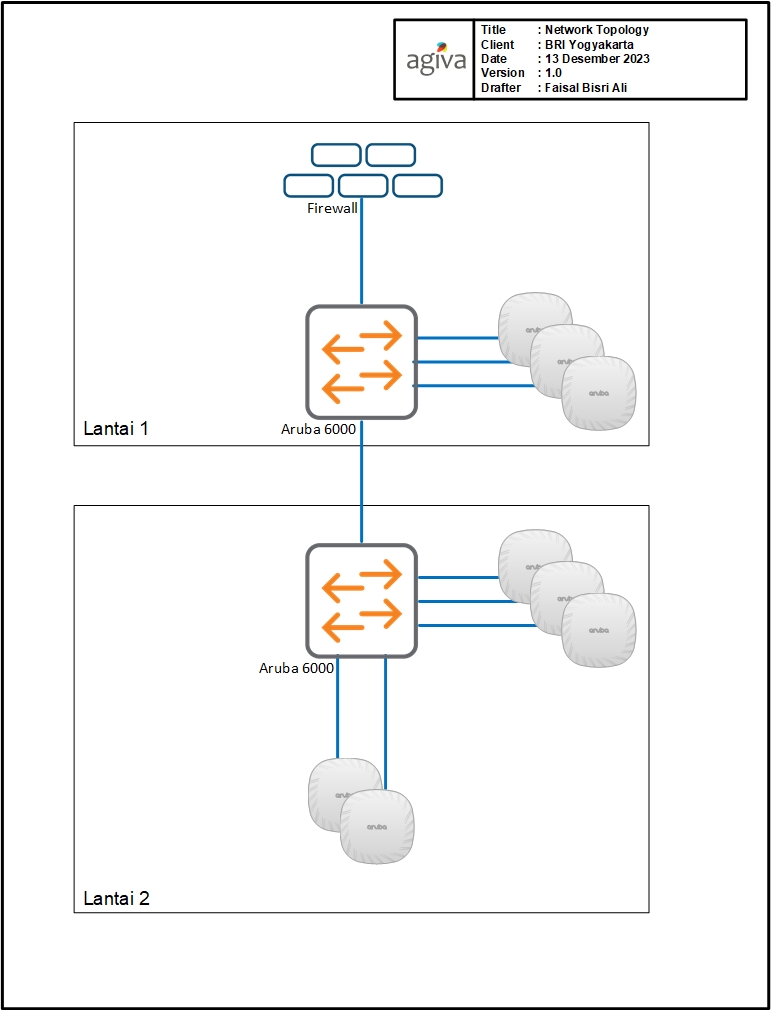 agiva
Title : Network Topology
Client : BRI Yogyakarta
Date : 13 Desember 2023
Version : 1.0
Drafter : Faisal Bisri Ali
Firewall
aruba
aruba
aruba
Aruba 6000
Lantai 1
aruba
aruba
aruba
Aruba 6000
aruba
aruba
Lantai 2